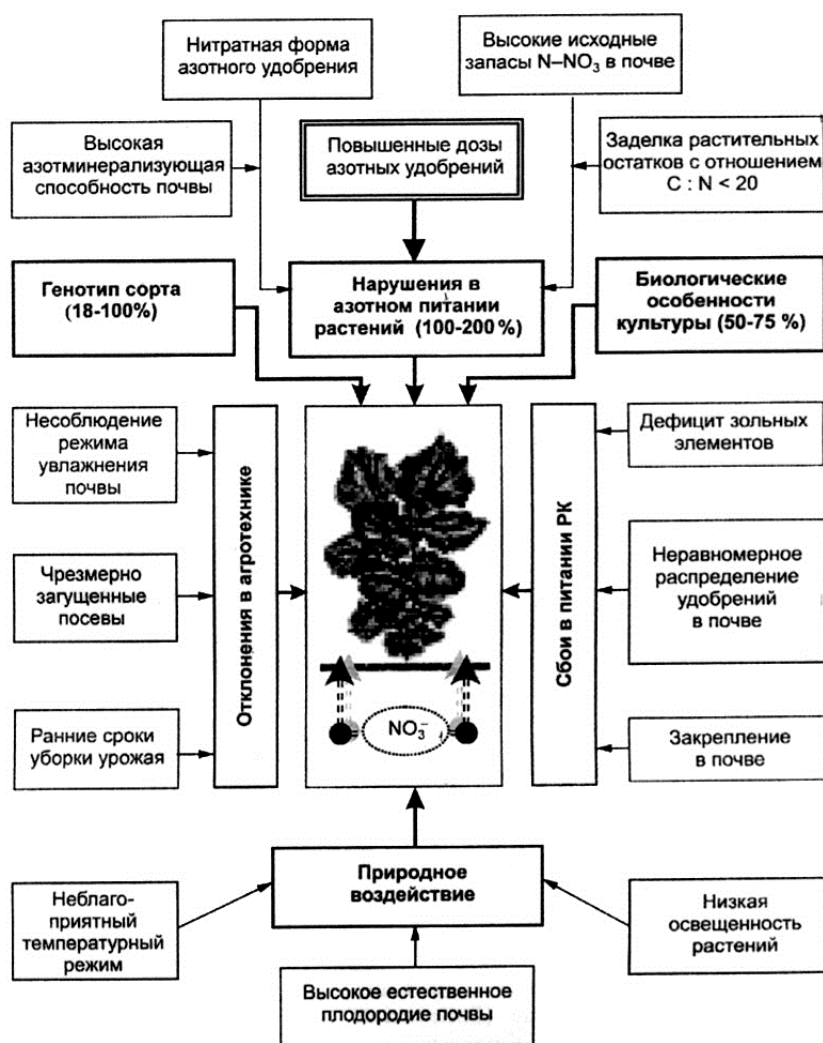 Нитратная форма
азотного удобрения
Высокие исходные
запасы N–NO₃ в почве
Высокая
азотминерализующая
способность почвы
Повышенные дозы
азотных удобрений
Заделка растительных
остатков с отношением
C : N < 20
Генотип сорта
(18-100%)
Нарушения в
азотном питании
растений (100-200 %)
Биологические
особенности
культуры (50-75 %)
Несоблюдение
режима
увлажнения
почвы
Чрезмерно
загущенные
посевы
Ранние сроки
уборки урожая
Отклонения в агротехнике
NO₃⁻
Сбои в питании РК
Дефицит зольных
элементов
Неравномерное
распределение
удобрений
в почве
Закрепление
в почве
Природное
воздействие
Неблаго-
приятный
температурный
режим
Высокое естественное
плодородие почвы
Низкая
освещенность
растений